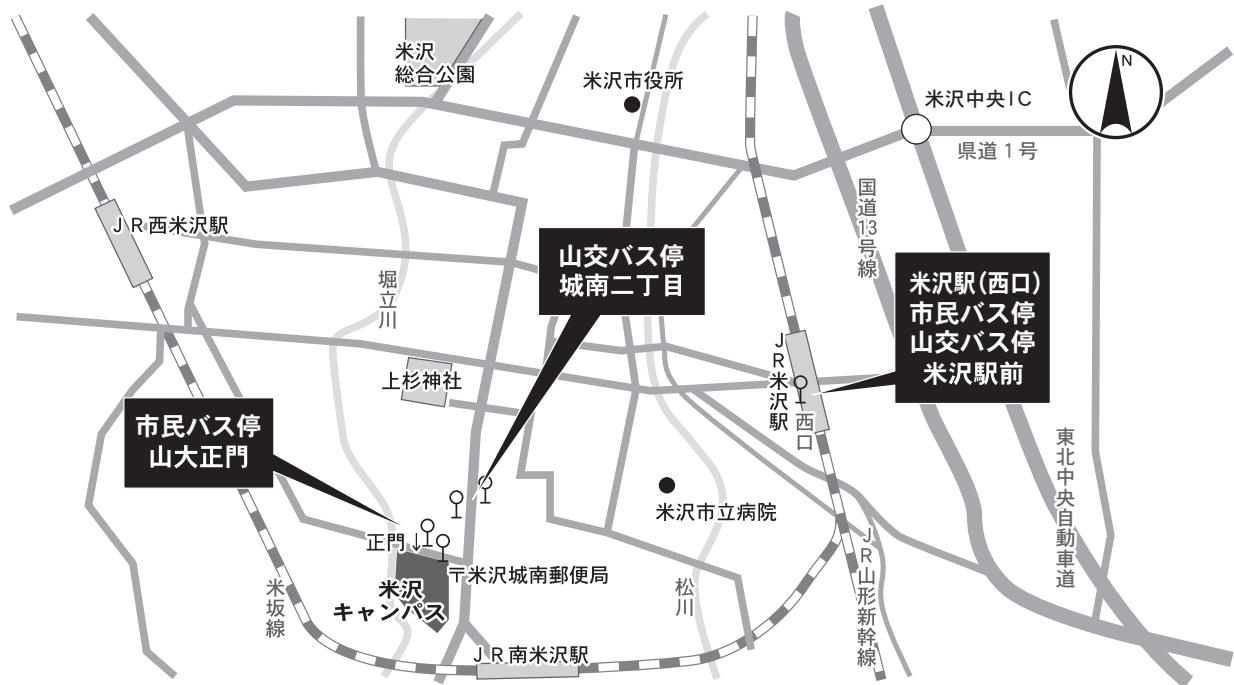 米沢
総合公園
米沢市役所
米沢中央IC
N
県道1号
国道13号線
JR西米沢駅
堀立川
山交バス停
城南二丁目
米沢駅(西口)
市民バス停
山交バス停
米沢駅前
JR米沢駅
西口
上杉神社
市民バス停
山大正門
東北中央自動車道
米沢市立病院
正門↓
〒米沢城南郵便局
米沢
キャンパス
米坂線
松川
JR山形新幹線
JR南米沢駅